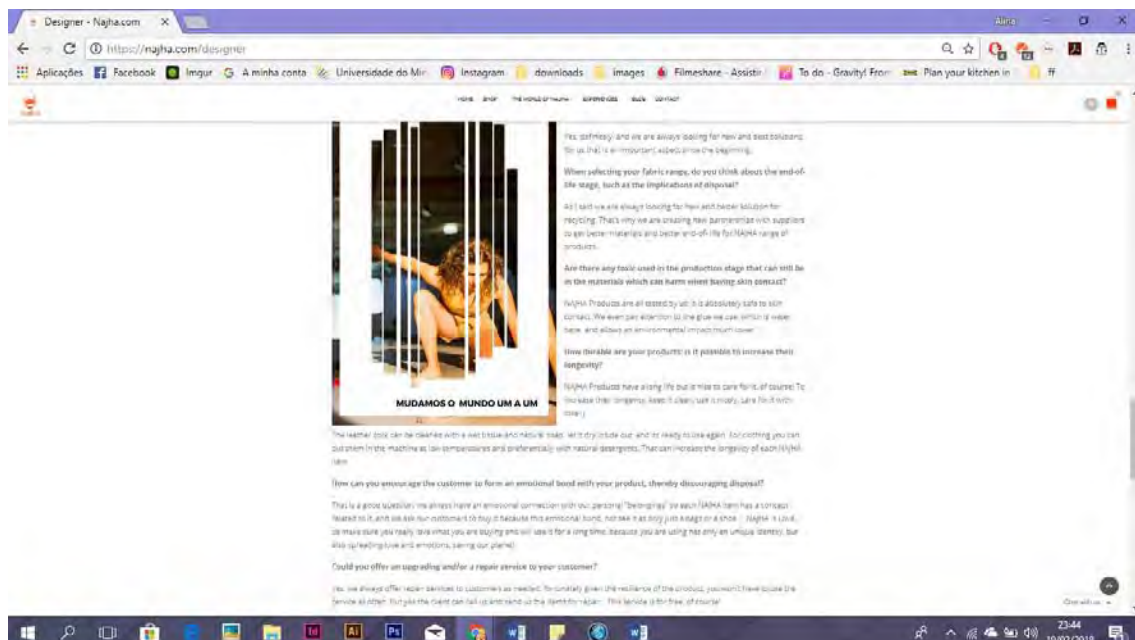 Designer - Najha.com
Alina
https://najha.com/designer
Aplicações Facebook Imgur A minha conta Universidade do Min Instagram downloads images Filmeshare - Assistir To do - Gravity! From Plan your kitchen in ff
HOME SHOP THE WORLD OF NAJHA EXPERIENCES BLOG CONTACT
Yes, definitely, and we are always looking for new and best solutions,
for us that is an important aspect since the beginning.
When selecting your fabric range, do you think about the end-of-
life stage, such as the implications of disposal?
As I said we are always looking for new and better solution for
recycling. That's why we are creating new partnerships with suppliers
to get better materials and better end-of-life for NAJHA range of
products.
Are there any toxic used in the production stage that can still be
in the materials which can harm when having skin contact?
NAJHA Products are all tested by us! It is absolutely safe to skin
contact. We even pay attention to the glue we use, which is water
base, and allows an environmental impact much lower.
How durable are your products; is it possible to increase their
longevity?
NAJHA Products have a long life but is nice to care for it, of course! To
increase their longevity, keep it clean, use it nicely, care for it with
MUDAMOS O MUNDO UM A UM
The leather look can be cleaned with a wet tissue and natural soap, let it dry inside out and its ready to use again. For clothing you can
put them in the machine at low temperatures and preferentially with natural detergents. That can increase the longevity of each NAJHA
item.
How can you encourage the customer to form an emotional bond with your product, thereby discouraging disposal?
That is a good question! We always have an emotional connection with our personal "belongings" so each NAJHA item has a concept
related to it, and we ask our customers to buy it because this emotional bond, not see it as only just a bags or a shoe... Najha is Love,
so make sure you really love what you are buying and will use it for a long time, because you are using not only an unique identity, but
also spreading love and emotions, saving our planet!
Could you offer an upgrading and/or a repair service to your customer?
Yes, we always offer repair services to customers as needed, fortunately given the resilience of the product, you won't have to use the
service as often. But yes the client can call us and send us the items for repair. This service is for free, of course!
Chat with us
23:44
19/02/2018